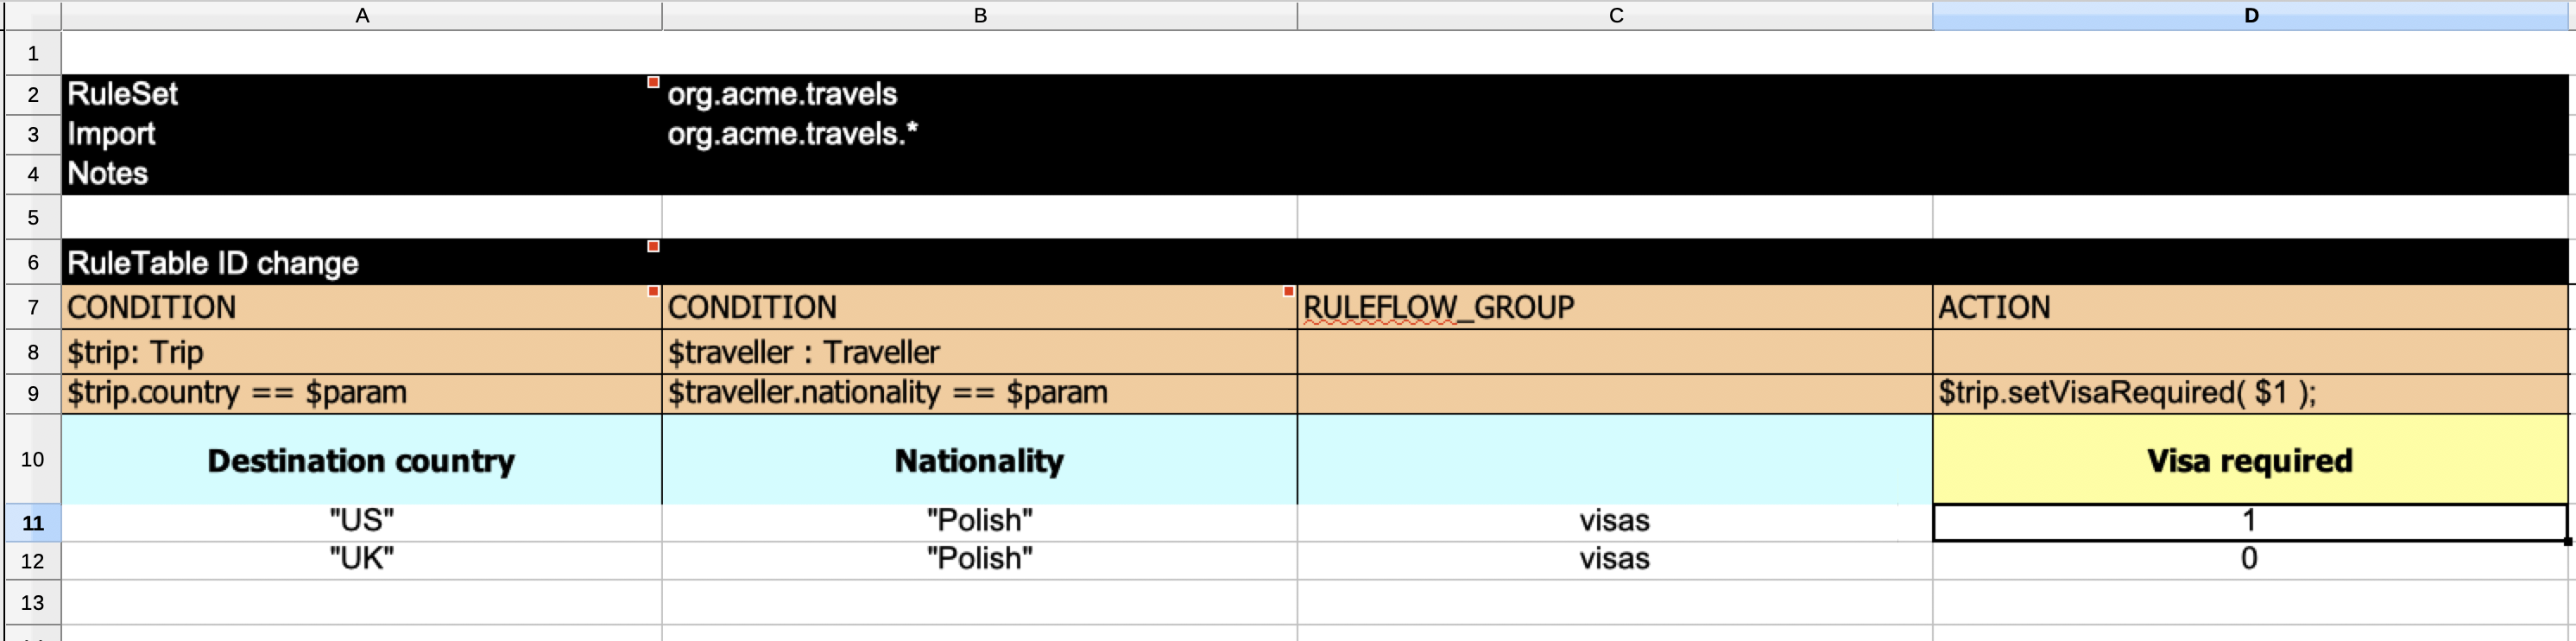 A B C D
1
2 RuleSet org.acme.travels
3 Import org.acme.travels.*
4 Notes
5
6 RuleTable ID change
7 CONDITION CONDITION RULEFLOW_GROUP ACTION
8 $trip: Trip $traveller : Traveller
9 $trip.country == $param $traveller.nationality == $param $trip.setVisaRequired( $1 );
10 Destination country Nationality Visa required
11 "US" "Polish" visas 1
12 "UK" "Polish" visas 0
13